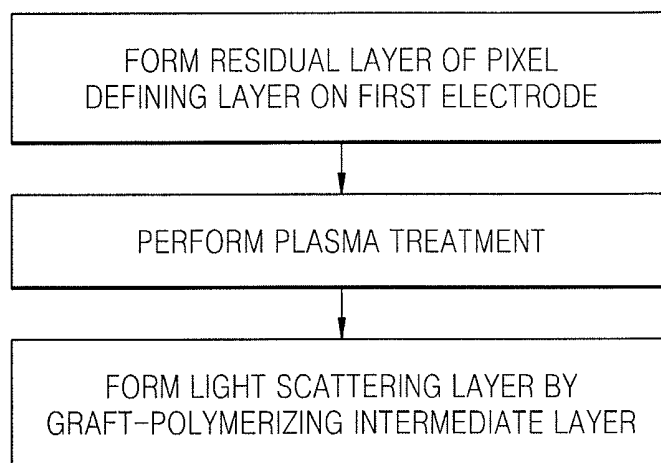 FORM RESIDUAL LAYER OF PIXEL
DEFINING LAYER ON FIRST ELECTRODE
PERFORM PLASMA TREATMENT
FORM LIGHT SCATTERING LAYER BY
GRAFT-POLYMERIZING INTERMEDIATE LAYER